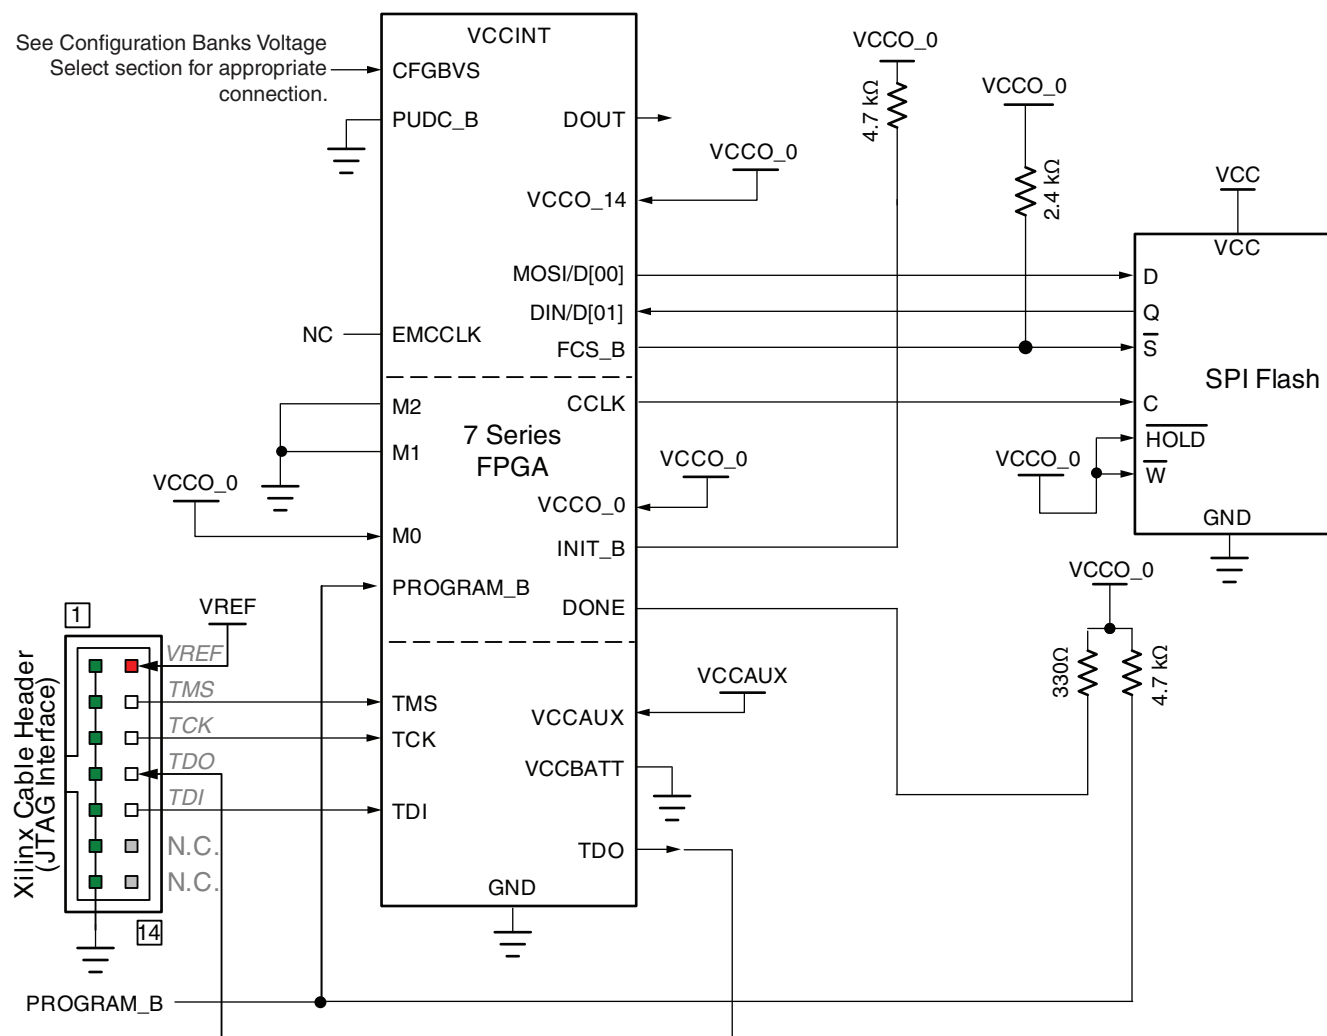 See Configuration Banks Voltage
Select section for appropriate
connection.
VCCINT
CFGBVS
PUDC_B
DOUT
VCCO_0
4.7 kΩ
VCCO_0
2.4 kΩ
VCCO_0
VCCO_14
VCC
VCC
MOSI/D[00]
D
DIN/D[01]
Q
NC
EMCCLK
FCS_B
S
SPI Flash
M2
CCLK
C
7 Series
FPGA
M1
HOLD
VCCO_0
VCCO_0
VCCO_0
W
VCCO_0
GND
M0
INIT_B
VCCO_0
PROGRAM_B
DONE
330Ω
4.7 kΩ
1
VREF
VREF
TMS
TCK
TDO
TDI
N.C.
N.C.
14
Xilinx Cable Header
(JTAG Interface)
TMS
TCK
TDI
VCCAUX
VCCAUX
VCCBATT
TDO
GND
PROGRAM_B